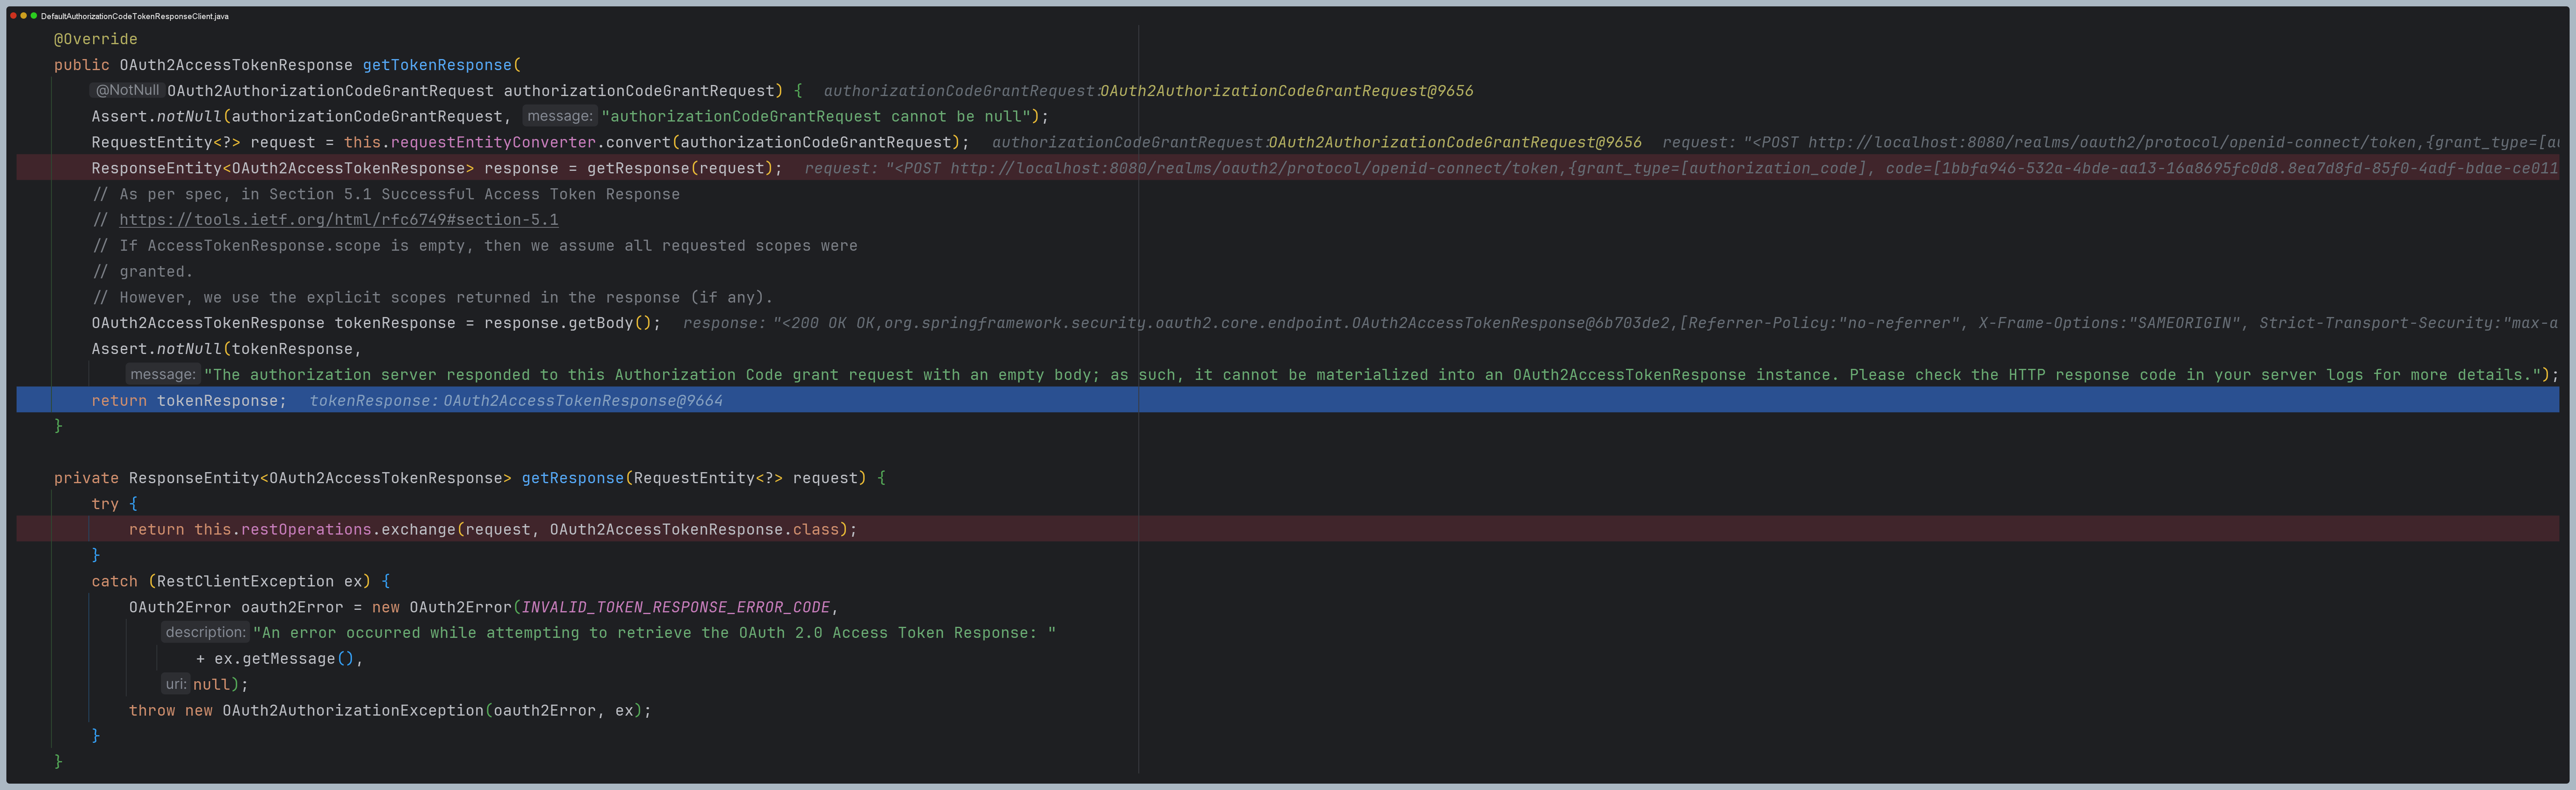 DefaultAuthorizationCodeTokenResponseClient.java
@Override
public OAuth2AccessTokenResponse getTokenResponse(
@NotNull OAuth2AuthorizationCodeGrantRequest authorizationCodeGrantRequest) { authorizationCodeGrantRequest: OAuth2AuthorizationCodeGrantRequest@9656
Assert.notNull(authorizationCodeGrantRequest, message: "authorizationCodeGrantRequest cannot be null");
RequestEntity<?> request = this.requestEntityConverter.convert(authorizationCodeGrantRequest); authorizationCodeGrantRequest: OAuth2AuthorizationCodeGrantRequest@9656 request: "<POST http://localhost:8080/realms/oauth2/protocol/openid-connect/token,{grant_type=[au
ResponseEntity<OAuth2AccessTokenResponse> response = getResponse(request); request: "<POST http://localhost:8080/realms/oauth2/protocol/openid-connect/token,{grant_type=[authorization_code], code=[1bbfa946-532a-4bde-aa13-16a8695fc0d8.8ea7d8fd-85f0-4adf-bdae-ce011
// As per spec, in Section 5.1 Successful Access Token Response
// https://tools.ietf.org/html/rfc6749#section-5.1
// If AccessTokenResponse.scope is empty, then we assume all requested scopes were
// granted.
// However, we use the explicit scopes returned in the response (if any).
OAuth2AccessTokenResponse tokenResponse = response.getBody(); response: "<200 OK OK,org.springframework.security.oauth2.core.endpoint.OAuth2AccessTokenResponse@6b703de2,[Referrer-Policy:"no-referrer", X-Frame-Options:"SAMEORIGIN", Strict-Transport-Security:"max-a
Assert.notNull(tokenResponse,
message: "The authorization server responded to this Authorization Code grant request with an empty body; as such, it cannot be materialized into an OAuth2AccessTokenResponse instance. Please check the HTTP response code in your server logs for more details.");
return tokenResponse; tokenResponse: OAuth2AccessTokenResponse@9664
}
private ResponseEntity<OAuth2AccessTokenResponse> getResponse(RequestEntity<?> request) {
try {
return this.restOperations.exchange(request, OAuth2AccessTokenResponse.class);
}
catch (RestClientException ex) {
OAuth2Error oauth2Error = new OAuth2Error(INVALID_TOKEN_RESPONSE_ERROR_CODE,
description: "An error occurred while attempting to retrieve the OAuth 2.0 Access Token Response: "
+ ex.getMessage(),
uri: null);
throw new OAuth2AuthorizationException(oauth2Error, ex);
}
}